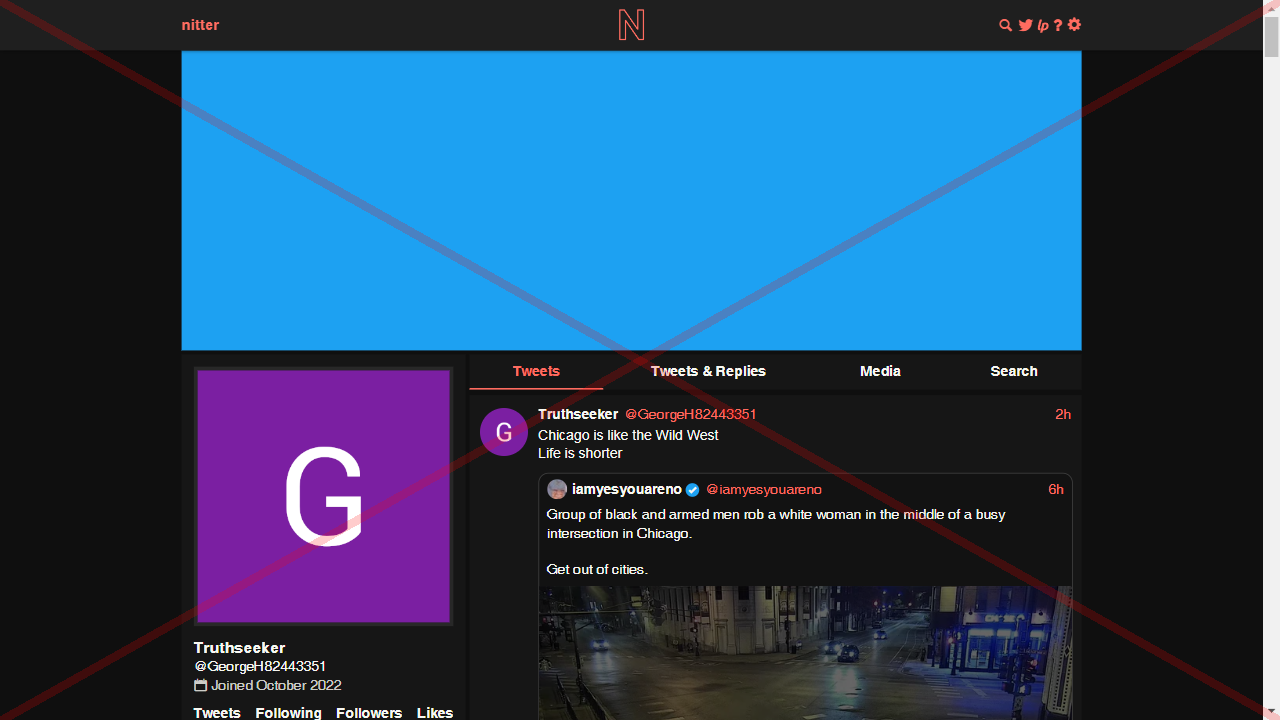 nitter
N
lp ?
Tweets
Tweets & Replies
Media
Search
G
Truthseeker @GeorgeH82443351 2h
Chicago is like the Wild West
Life is shorter
iamyesyouareno @iamyesyouareno 6h
Group of black and armed men rob a white woman in the middle of a busy
intersection in Chicago.
Get out of cities.
G
Truthseeker
@GeorgeH82443351
Joined October 2022
Tweets Following Followers Likes